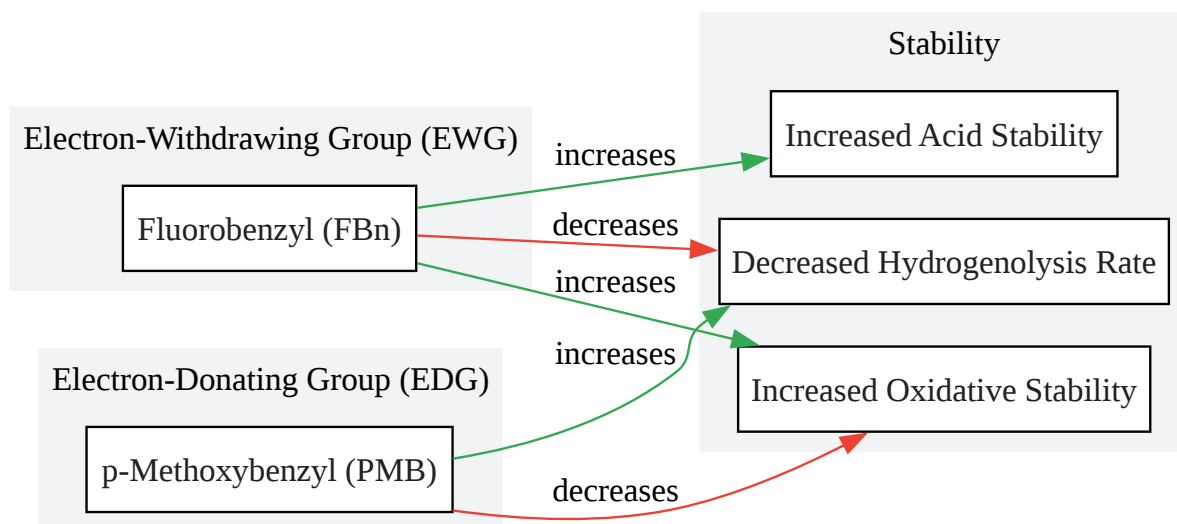 Stability
Increased Acid Stability
Electron-Withdrawing Group (EWG)
increases
Fluorobenzyl (FBn)
decreases
Decreased Hydrogenolysis Rate
increases
increases
Electron-Donating Group (EDG)
Increased Oxidative Stability
p-Methoxybenzyl (PMB)
decreases